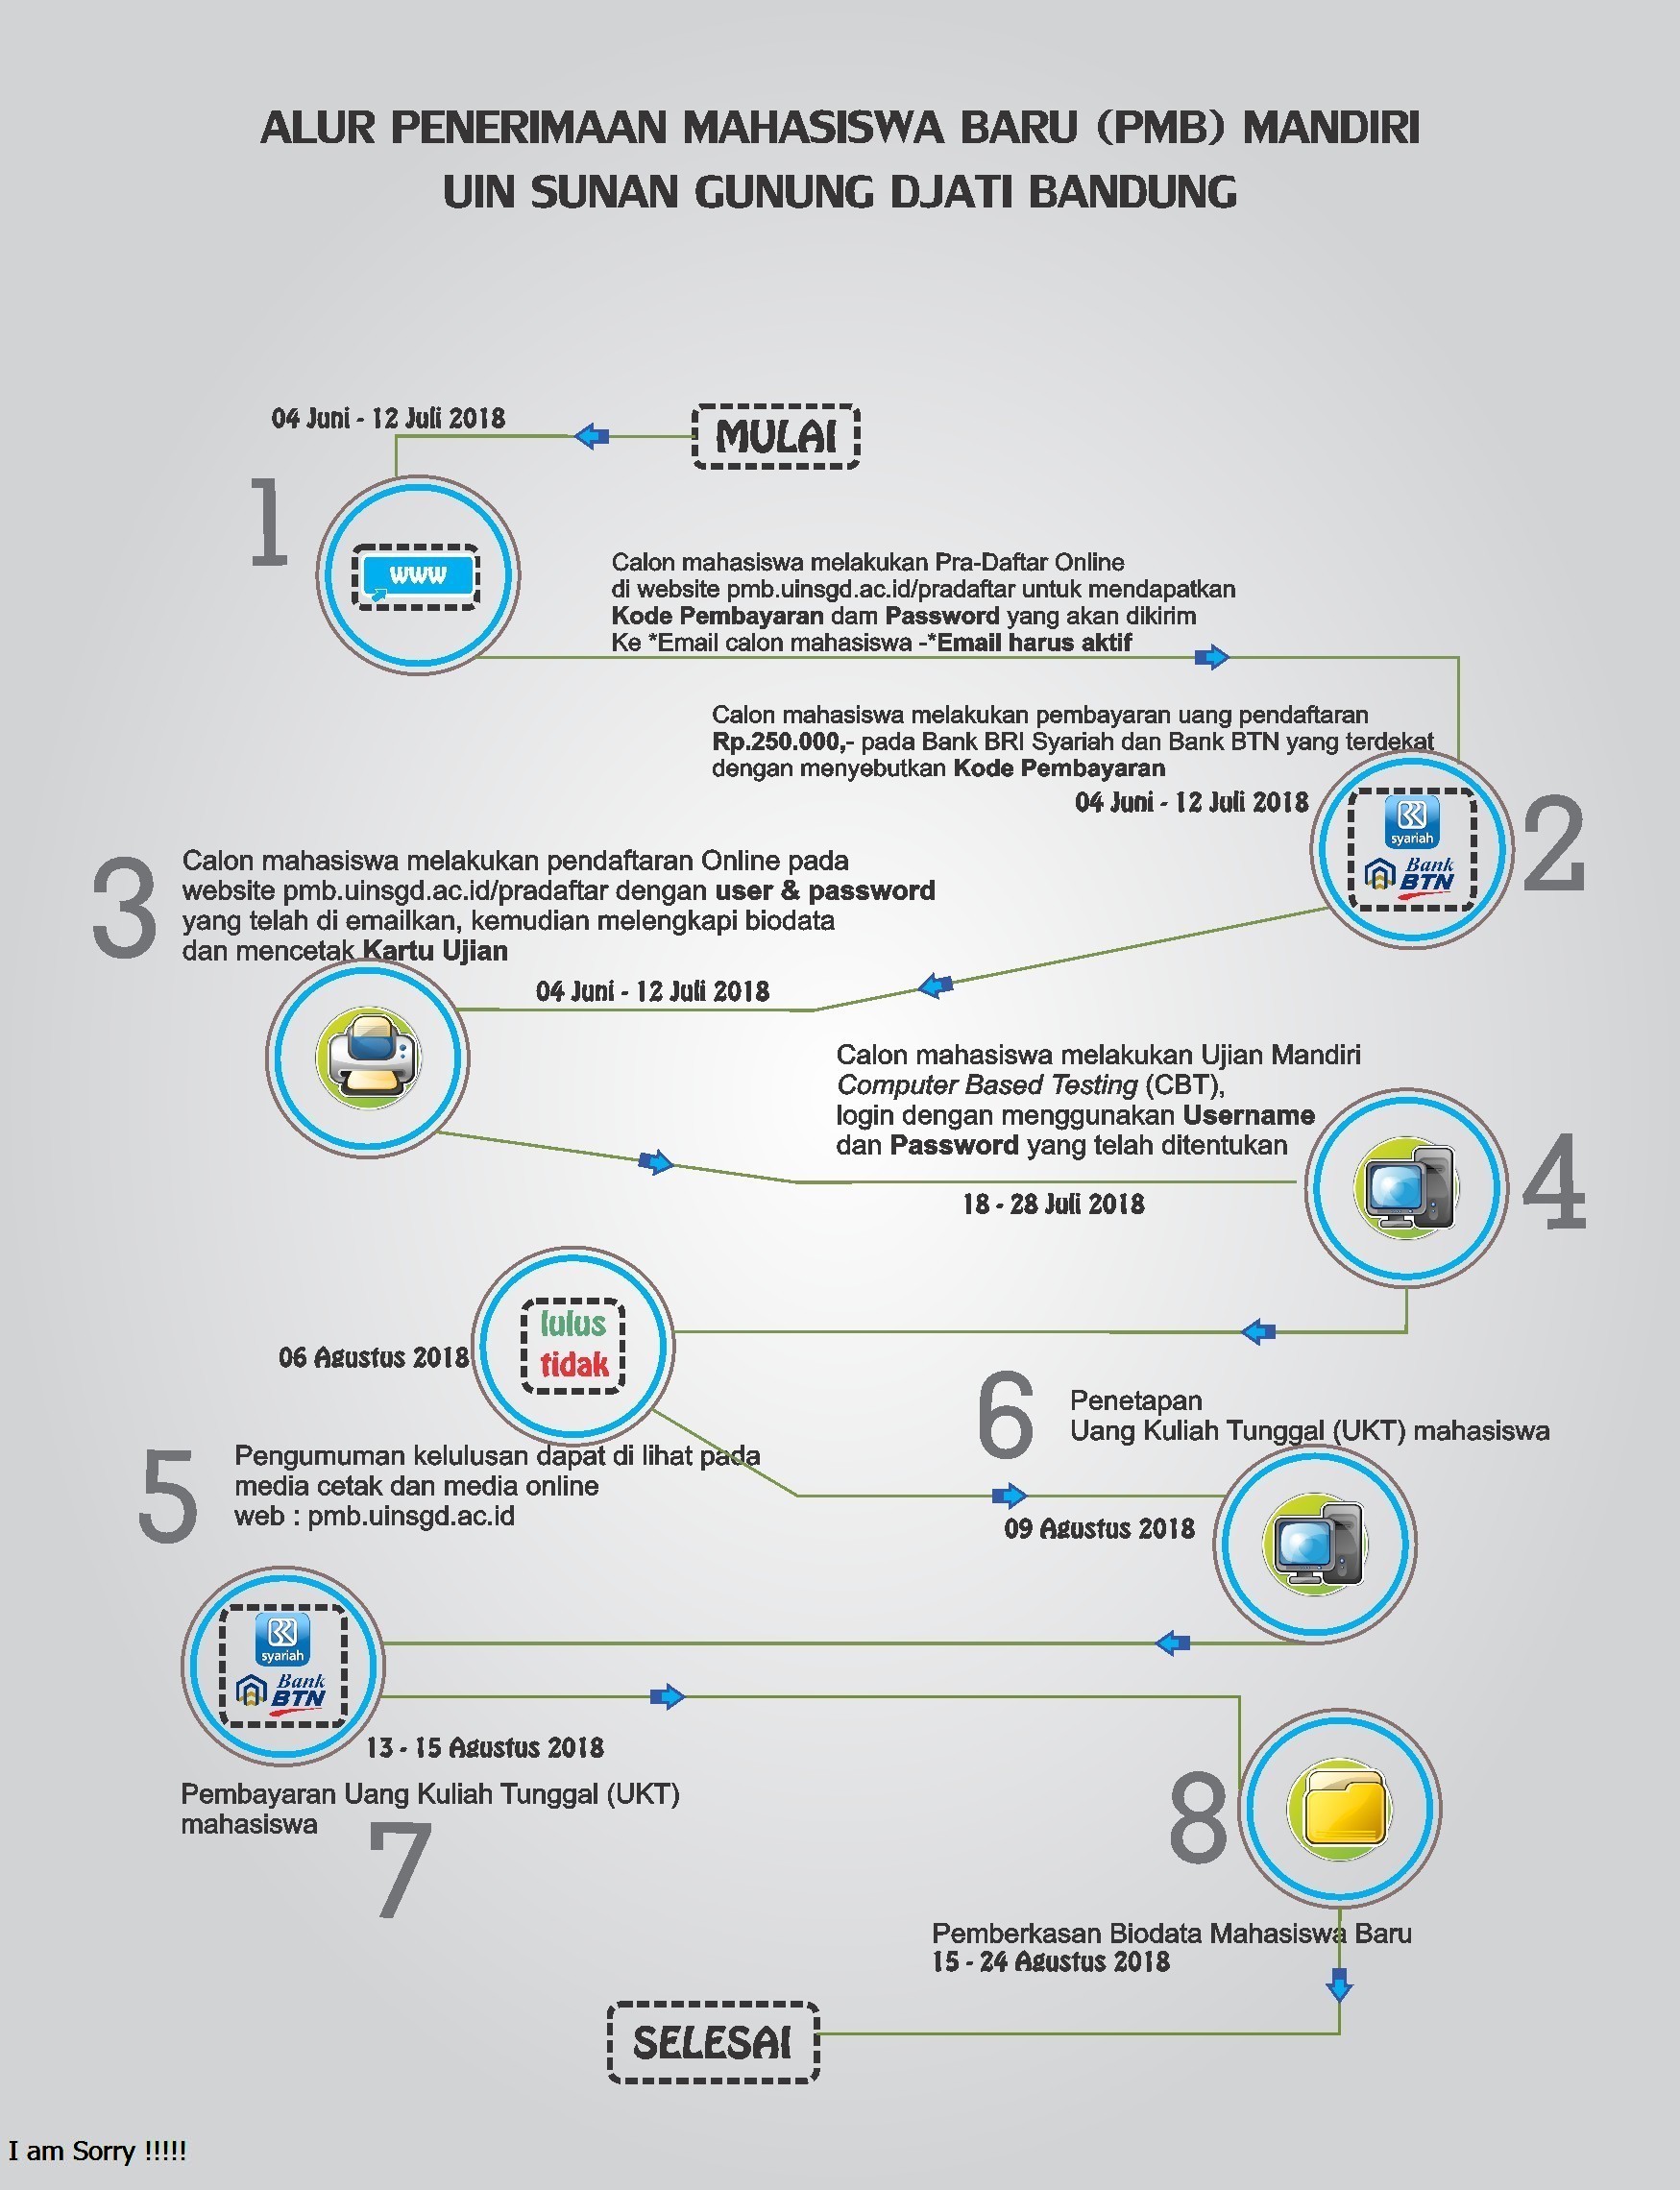 ALUR PENERIMAAN MAHASISWA BARU (PMB) MANDIRI
UIN SUNAN GUNUNG DJATI BANDUNG
MULAI
04 Juni - 12 Juli 2018
1
www
Calon mahasiswa melakukan Pra-Daftar Online
di website pmb.uinsgd.ac.id/pradaftar untuk mendapatkan
Kode Pembayaran dam Password yang akan dikirim
Ke *Email calon mahasiswa -*Email harus aktif
Calon mahasiswa melakukan pembayaran uang pendaftaran
Rp.250.000,- pada Bank BRI Syariah dan Bank BTN yang terdekat
dengan menyebutkan Kode Pembayaran
04 Juni - 12 Juli 2018
syariah
Bank
BTN
2
3
Calon mahasiswa melakukan pendaftaran Online pada
website pmb.uinsgd.ac.id/pradaftar dengan user & password
yang telah di emailkan, kemudian melengkapi biodata
dan mencetak Kartu Ujian
04 Juni - 12 Juli 2018
Calon mahasiswa melakukan Ujian Mandiri
Computer Based Testing (CBT),
login dengan menggunakan Username
dan Password yang telah ditentukan
18 - 28 Juli 2018
4
lulus
tidak
06 Agustus 2018
5
Pengumuman kelulusan dapat di lihat pada
media cetak dan media online
web : pmb.uinsgd.ac.id
6
Penetapan
Uang Kuliah Tunggal (UKT) mahasiswa
09 Agustus 2018
syariah
Bank
BTN
13 - 15 Agustus 2018
Pembayaran Uang Kuliah Tunggal (UKT)
mahasiswa
7
8
Pemberkasan Biodata Mahasiswa Baru
15 - 24 Agustus 2018
SELESAI
I am Sorry !!!!!